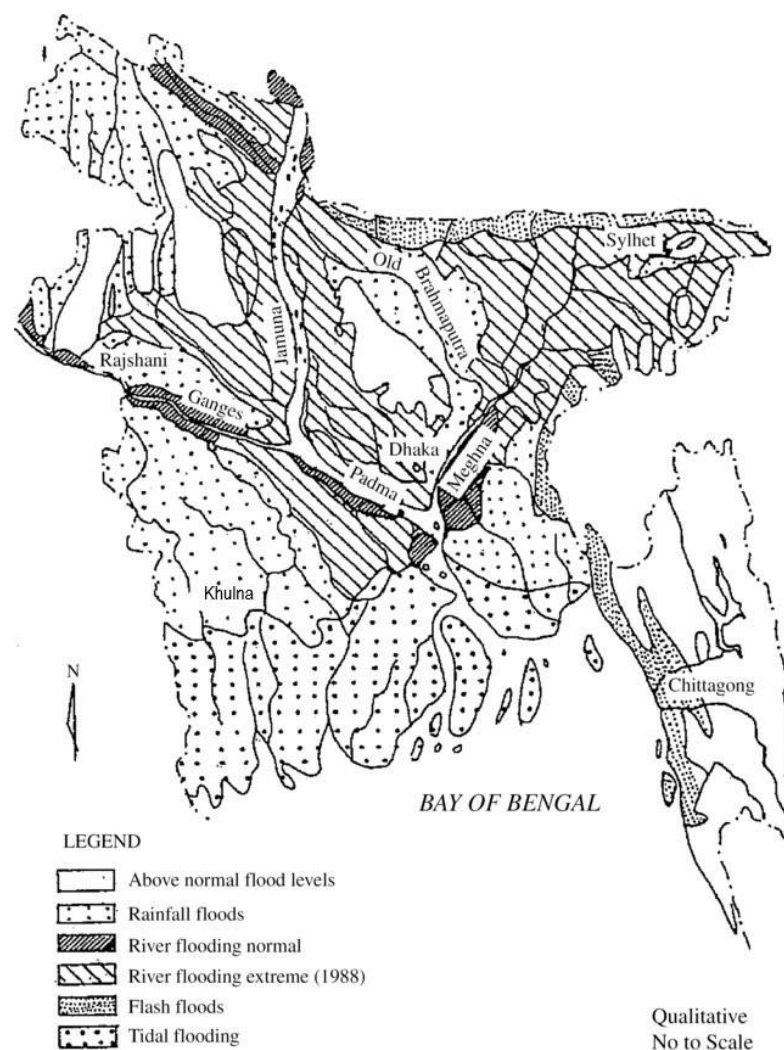 Sylhet
Old
Brahmaputra
Jamuna
Rajshani
Ganges
Dhaka
Meghna
Padma
Khulna
N
Chittagong
BAY OF BENGAL
LEGEND
Above normal flood levels
Rainfall floods
River flooding normal
River flooding extreme (1988)
Flash floods
Tidal flooding
Qualitative
No to Scale